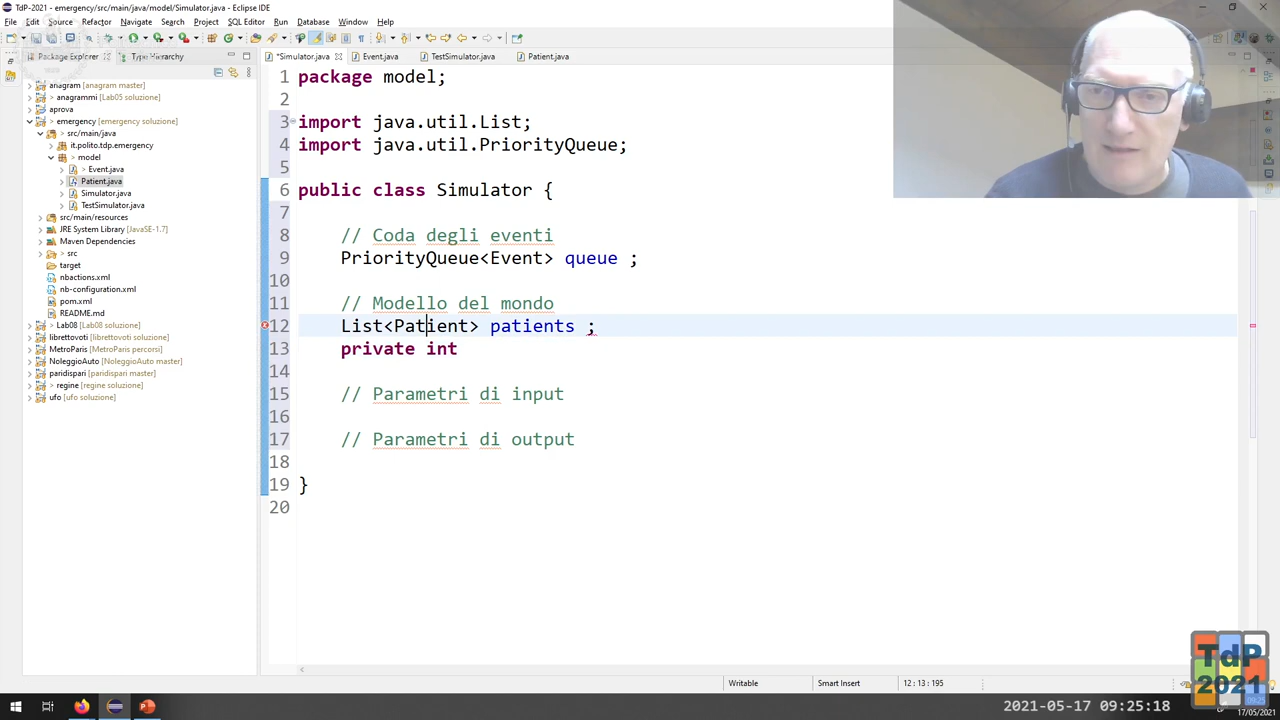 TdP-2021 - emergency/src/main/java/model/Simulator.java - Eclipse IDE
File Edit Source Refactor Navigate Search Project SQL Editor Run Database Window Help
Package Explorer
Type Hierarchy
*Simulator.java
Event.java
TestSimulator.java
Patient.java
anagram [anagram master]
> anagrammi [Lab05 soluzione]
aprova
> emergency [emergency soluzione]
> src/main/java
it.polito.tdp.emergency
> model
> Event.java
Patient.java
Simulator.java
TestSimulator.java
src/main/resources
JRE System Library [JavaSE-1.7]
Maven Dependencies
> src
target
nbactions.xml
nb-configuration.xml
pom.xml
README.md
> Lab08 [Lab08 soluzione]
librettovoti [librettovoti soluzione]
MetroParis [MetroParis percorsi]
NoleggioAuto [NoleggioAuto master]
paridispari [paridispari master]
> regine [regine soluzione]
ufo [ufo soluzione]
1 package model;
2
3 import java.util.List;
4 import java.util.PriorityQueue;
5
6 public class Simulator {
7
8 // Coda degli eventi
9 PriorityQueue<Event> queue ;
10
11 // Modello del mondo
12 List<Patient> patients ;
13 private int
14
15 // Parametri di input
16
17 // Parametri di output
18
19 }
20
Writable
Smart Insert
12 : 13 : 195
TdP
2021
2021-05-17 09:25:18
17/05/2021